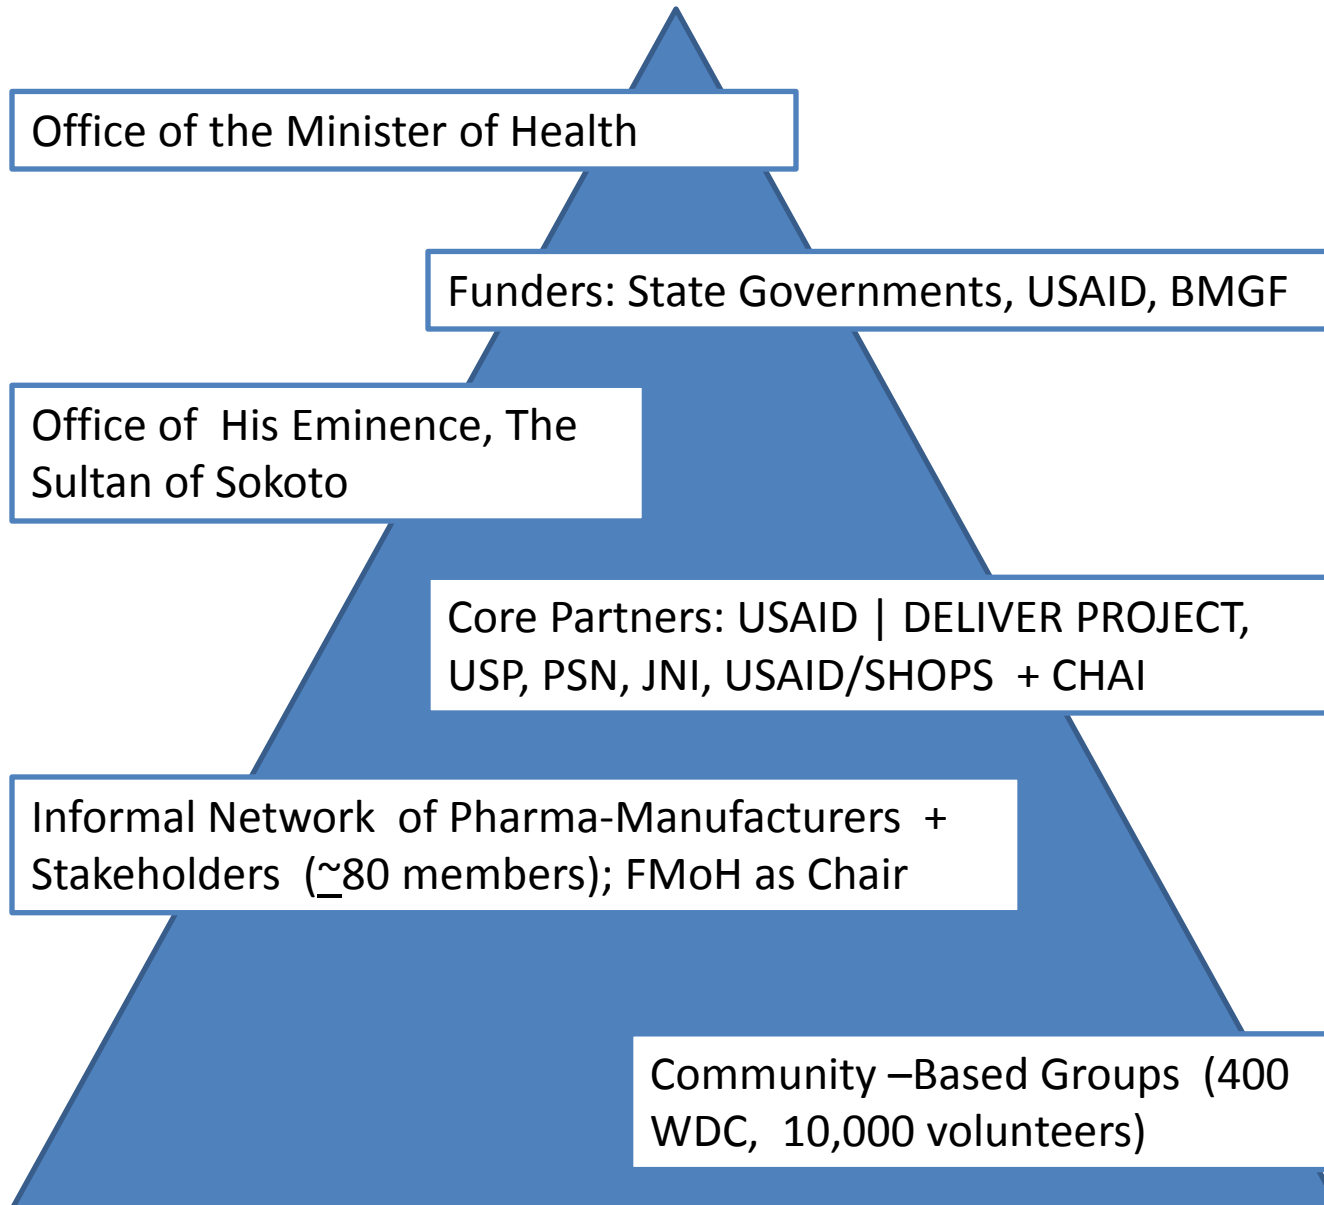 Office of the Minister of Health
Funders: State Governments, USAID, BMGF
Office of  His Eminence, The
Sultan of Sokoto
Core Partners: USAID | DELIVER PROJECT,
USP, PSN, JNI, USAID/SHOPS  + CHAI
Informal Network  of Pharma-Manufacturers  +
Stakeholders  (~80 members); FMoH as Chair
Community –Based Groups  (400
WDC,  10,000 volunteers)